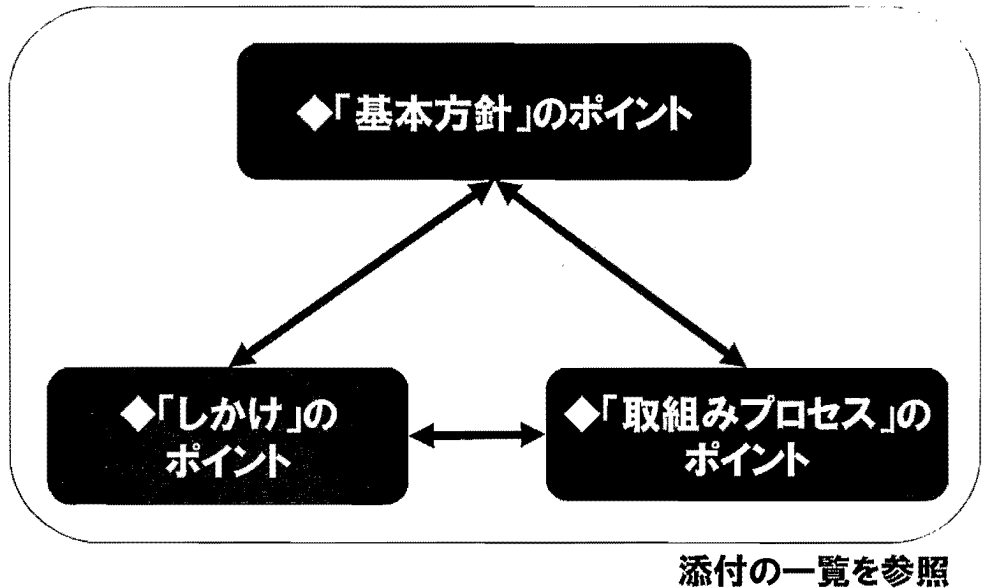 ◆「基本方針」のポイント
◆「しかけ」の
ポイント
◆「取組みプロセス」の
ポイント
添付の一覧を参照